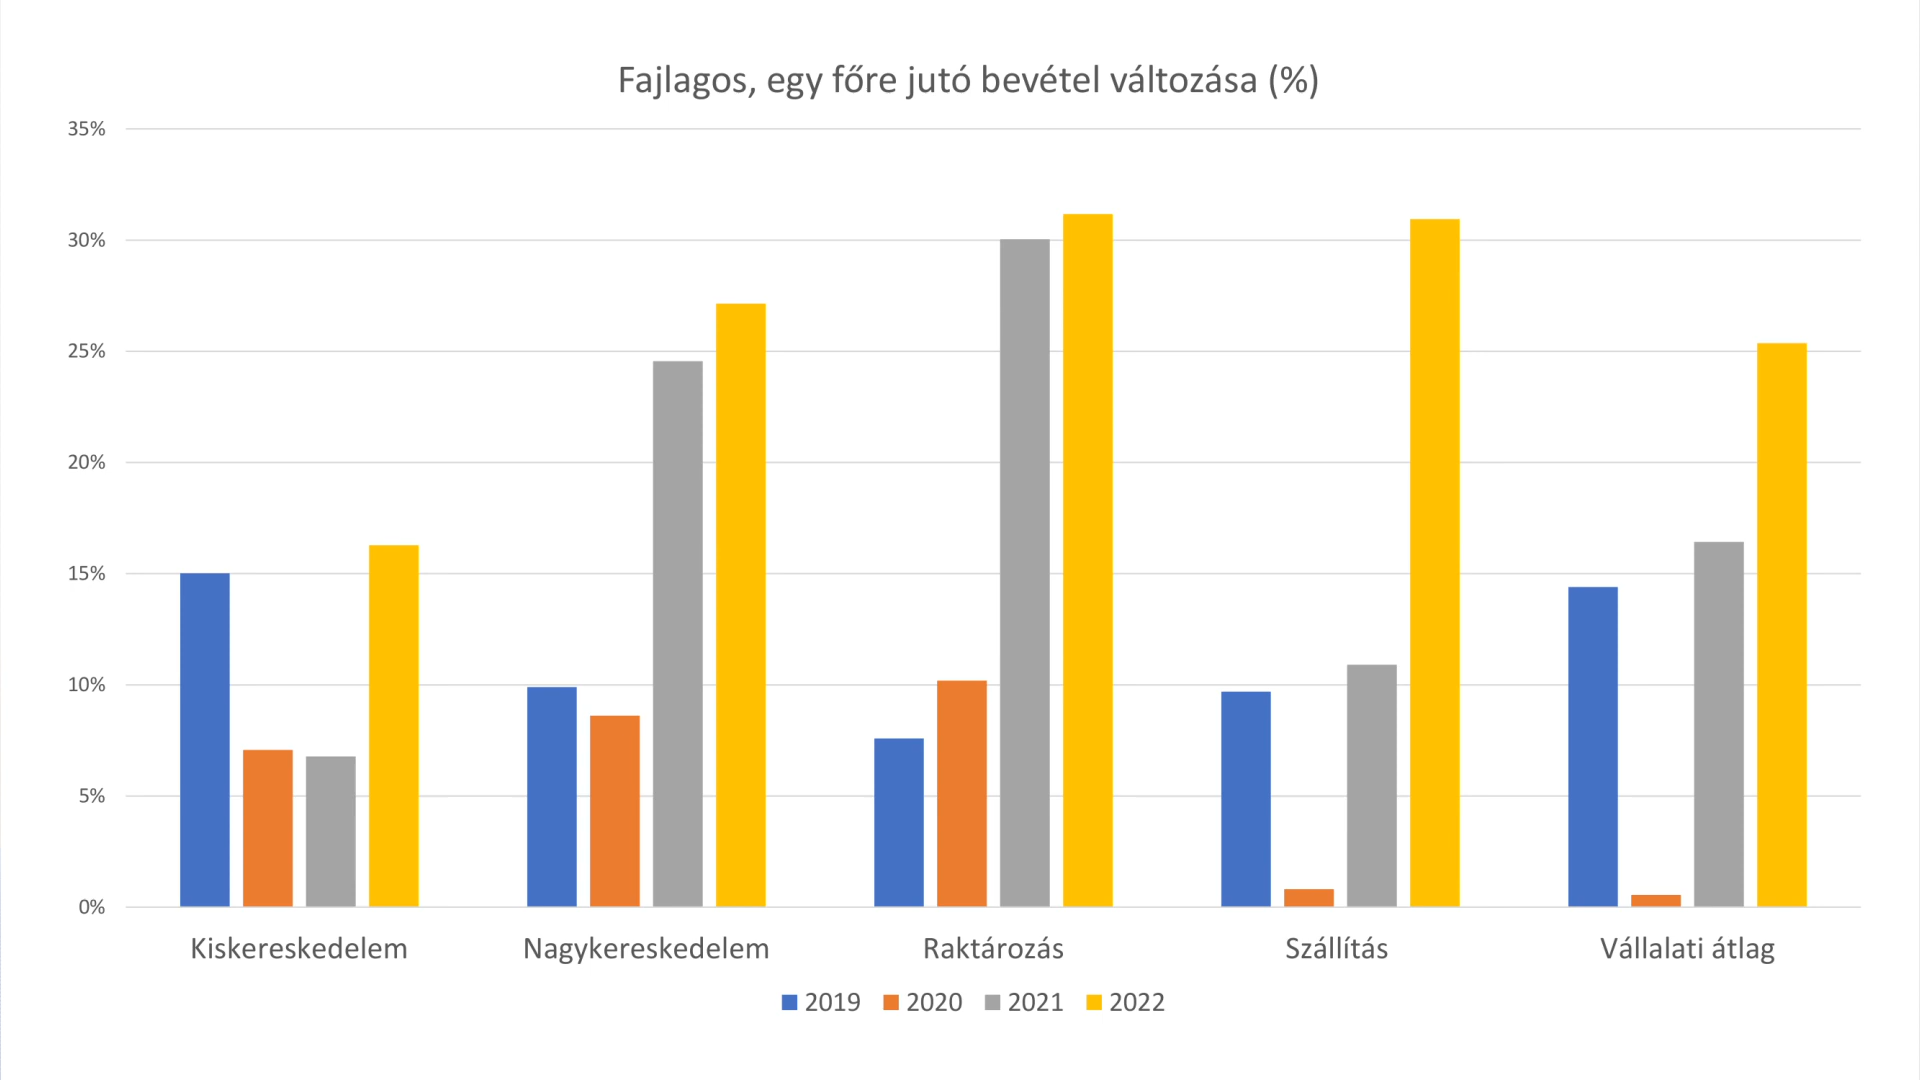 Fajlagos, egy főre jutó bevétel változása (%)
35%
30%
25%
20%
15%
10%
5%
0%
Kiskereskedelem Nagykereskedelem Raktározás Szállítás Vállalati átlag
2019 2020 2021 2022